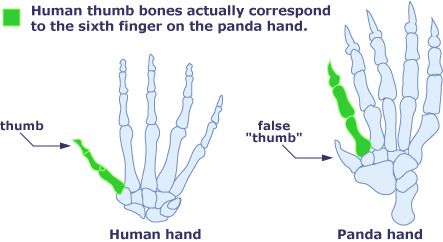 Human thumb bones actually correspond
to the sixth finger on the panda hand.
thumb
false
"thumb"
Human hand
Panda hand